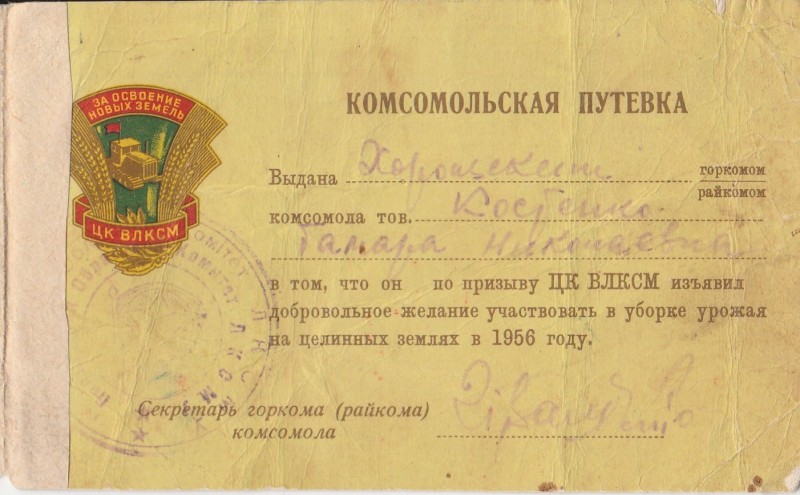 ЗА ОСВОЕНИЕ
НОВЫХ ЗЕМЕЛЬ
ЦК ВЛКСМ
КОМСОМОЛЬСКАЯ ПУТЕВКА
Выдана Хорольским горкомом
райкомом
комсомола тов. Костенко
Тамара Николаевна
в том, что он по призыву ЦК ВЛКСМ изъявил
добровольное желание участвовать в уборке урожая
на целинных землях в 1956 году.
Секретарь горкома (райкома)
комсомола